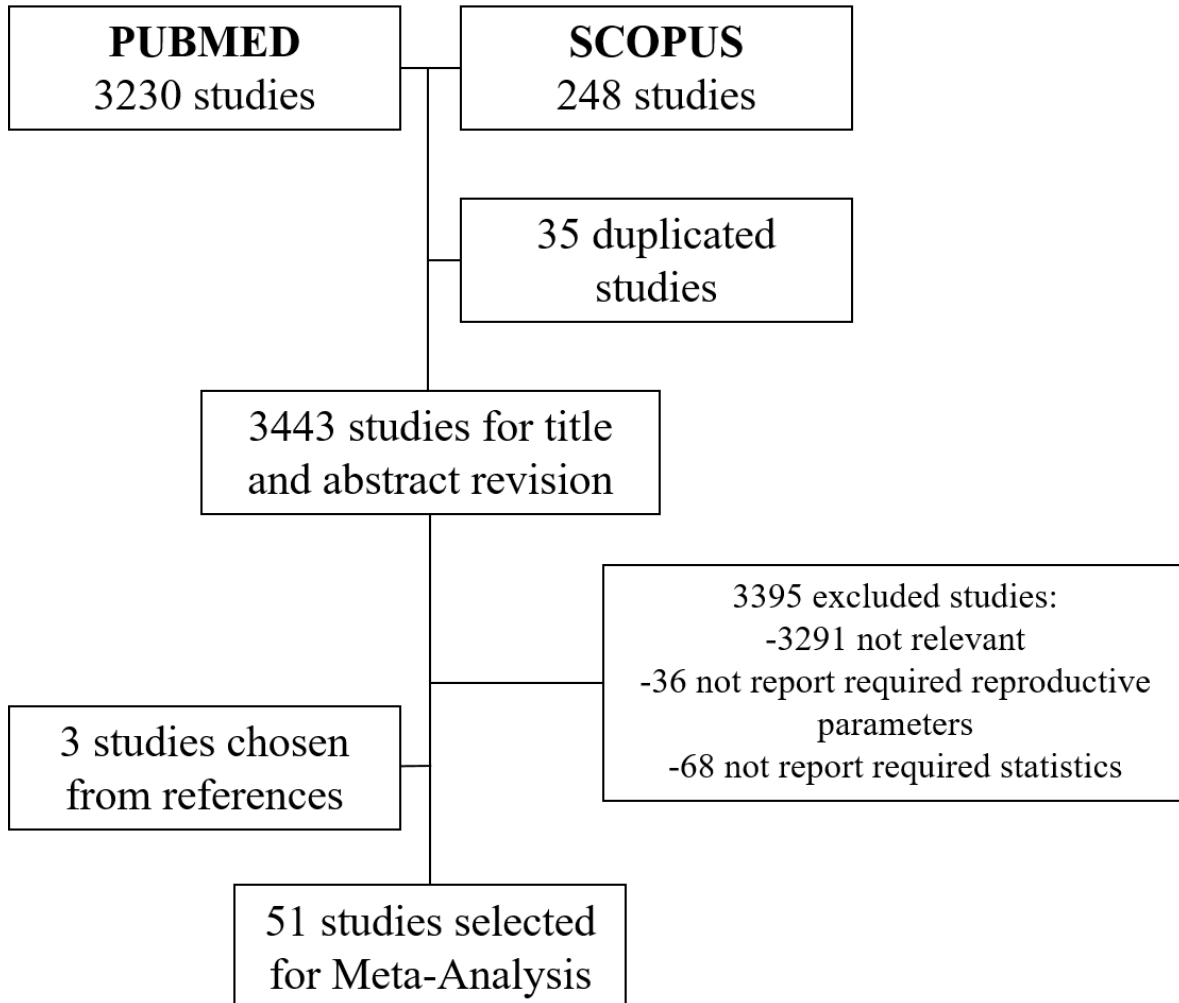 PUBMED
3230 studies
SCOPUS
248 studies
35 duplicated
studies
3443 studies for title
and abstract revision
3395 excluded studies:
-3291 not relevant
-36 not report required reproductive
parameters
-68 not report required statistics
3 studies chosen
from references
51 studies selected
for Meta-Analysis